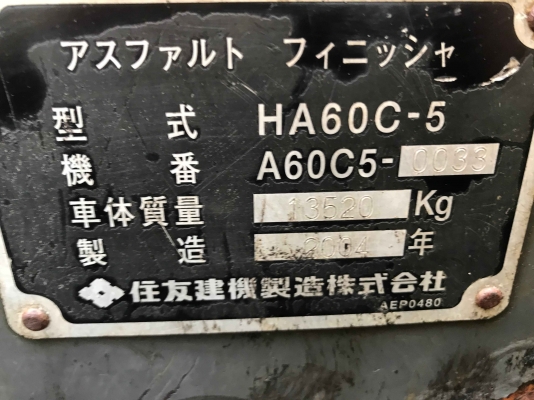 アスファルト フィニッシャ
型 式 HA60C-5
機 番 A60C5-0033
車体質量 13520 Kg
製 造 2004 年
住友建機製造株式会社
AEP0480